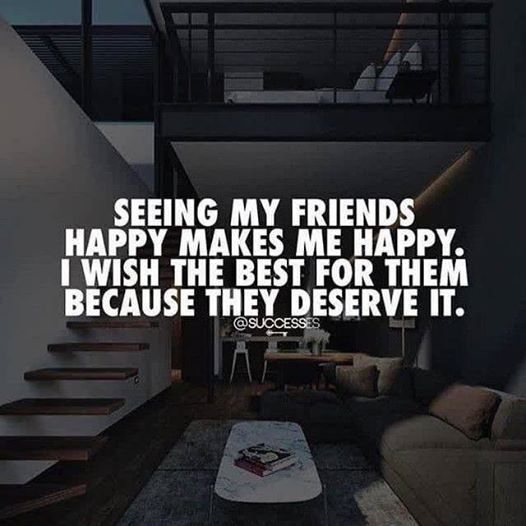 SEEING MY FRIENDS
HAPPY MAKES ME HAPPY.
I WISH THE BEST FOR THEM
BECAUSE THEY DESERVE IT.
@SUCCESSES